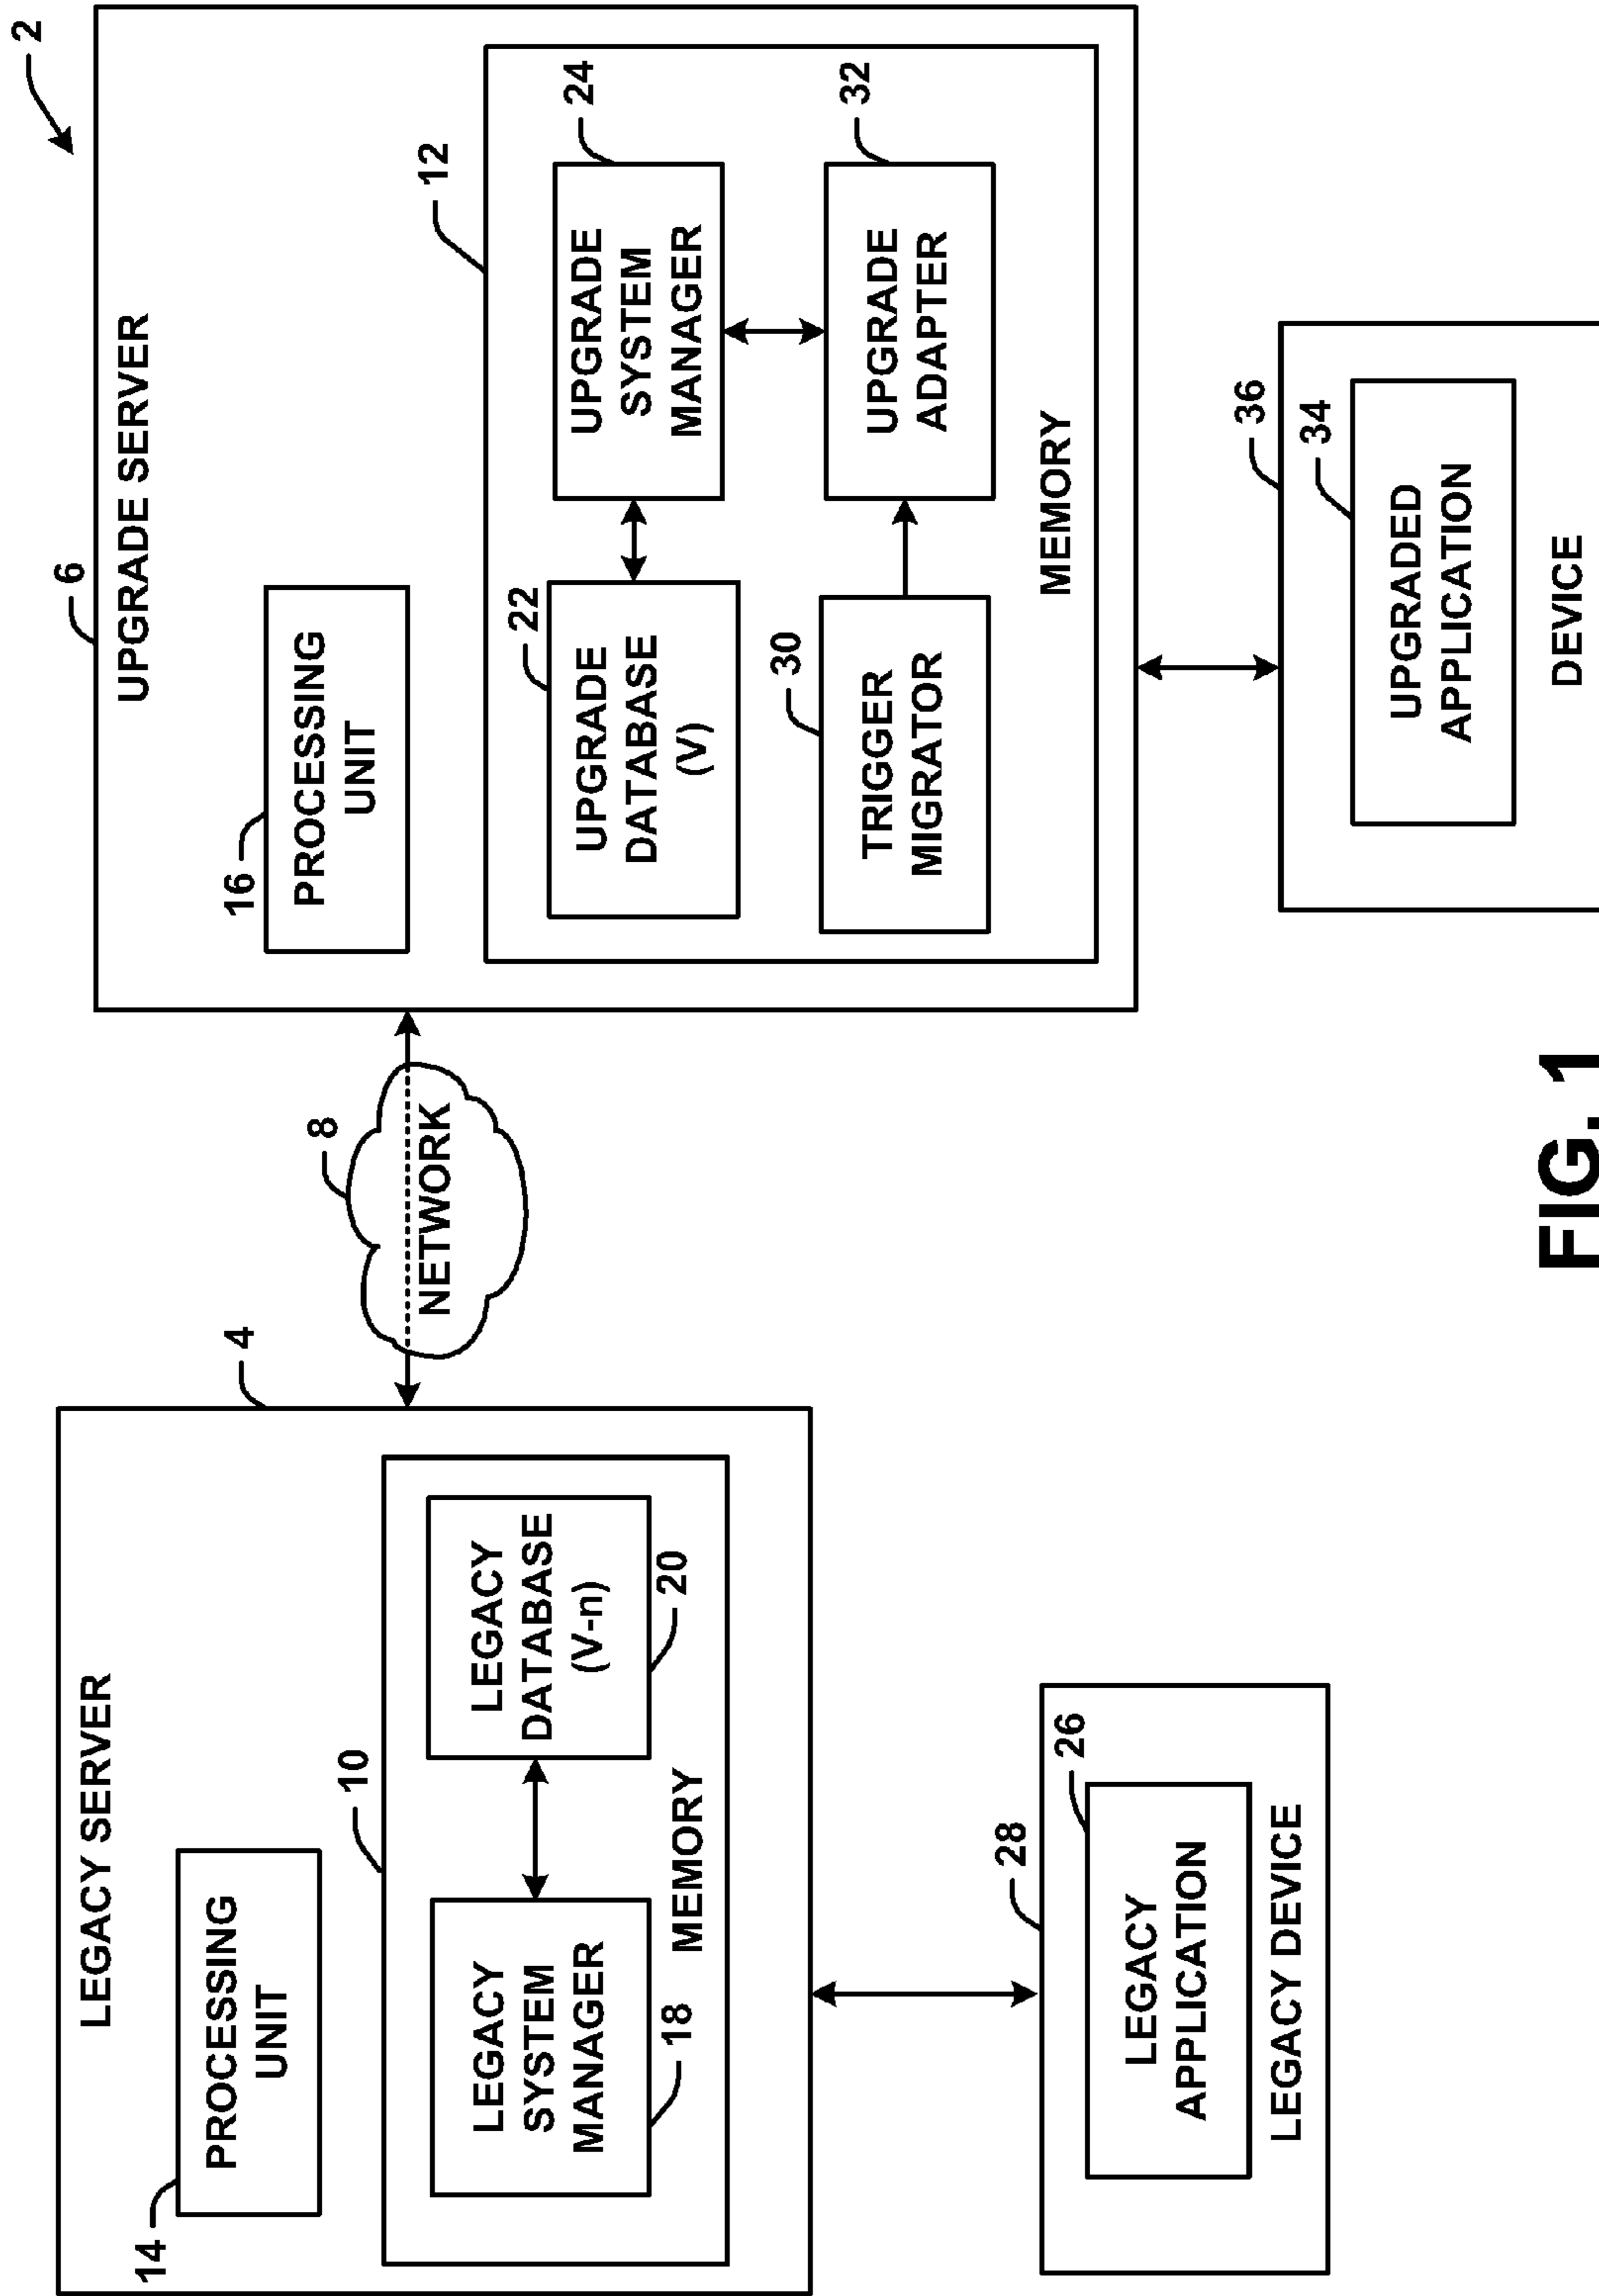 2
LEGACY SERVER
4
14
PROCESSING
UNIT
10
LEGACY
SYSTEM
MANAGER
18
LEGACY
DATABASE
(V-n)
20
MEMORY
28
26
LEGACY
APPLICATION
LEGACY DEVICE
8
NETWORK
6
UPGRADE SERVER
16
PROCESSING
UNIT
12
22
UPGRADE
DATABASE
(V)
24
UPGRADE
SYSTEM
MANAGER
30
TRIGGER
MIGRATOR
32
UPGRADE
ADAPTER
MEMORY
36
34
UPGRADED
APPLICATION
DEVICE
FIG. 1